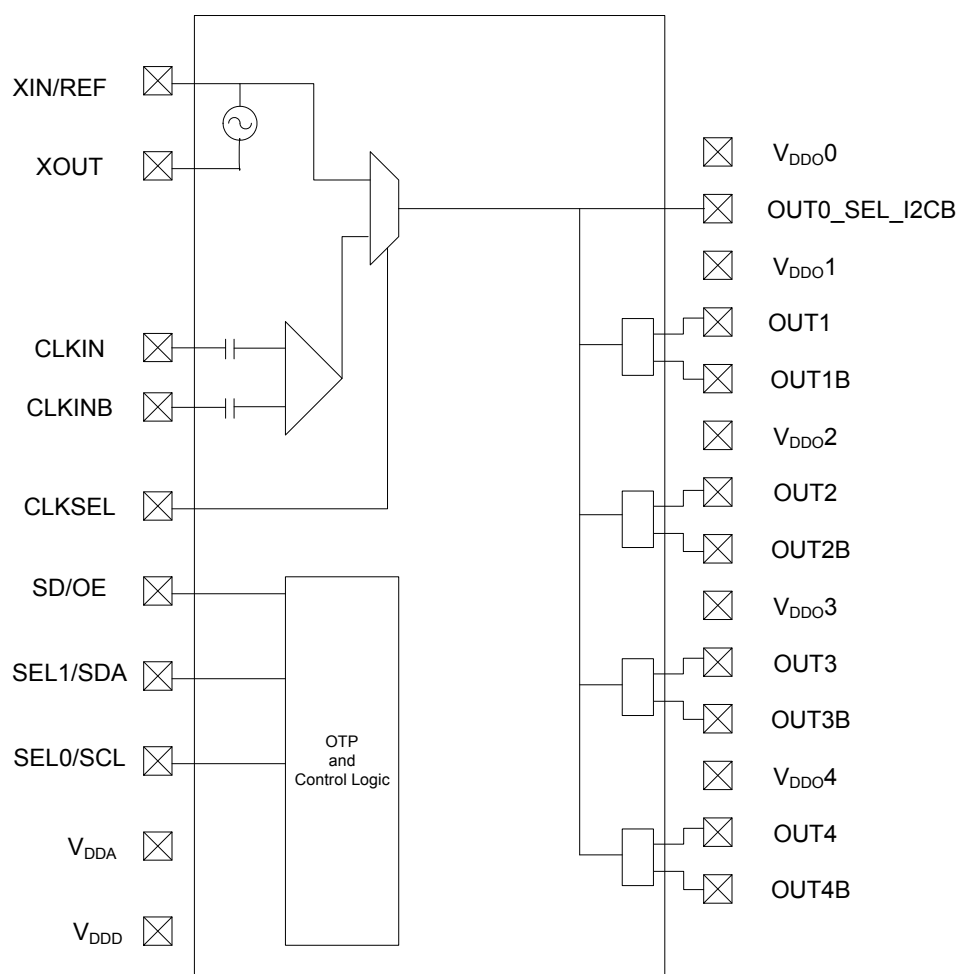 XIN/REF
XOUT
CLKIN
CLKINB
CLKSEL
SD/OE
SEL1/SDA
SEL0/SCL
VDDA
VDDD
OTP
and
Control Logic
VDDO0
OUT0_SEL_I2CB
VDDO1
OUT1
OUT1B
VDDO2
OUT2
OUT2B
VDDO3
OUT3
OUT3B
VDDO4
OUT4
OUT4B